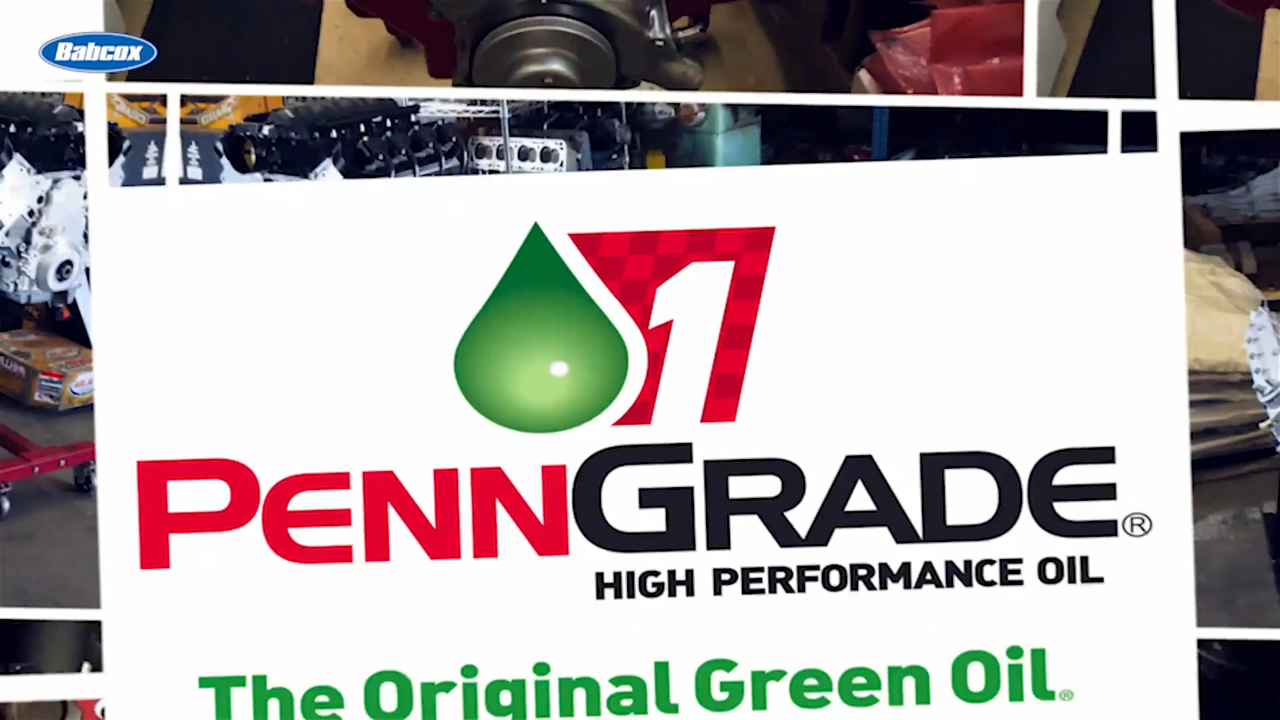 Babcox
1
PENNGRADE®
HIGH PERFORMANCE OIL
The Original Green Oil®